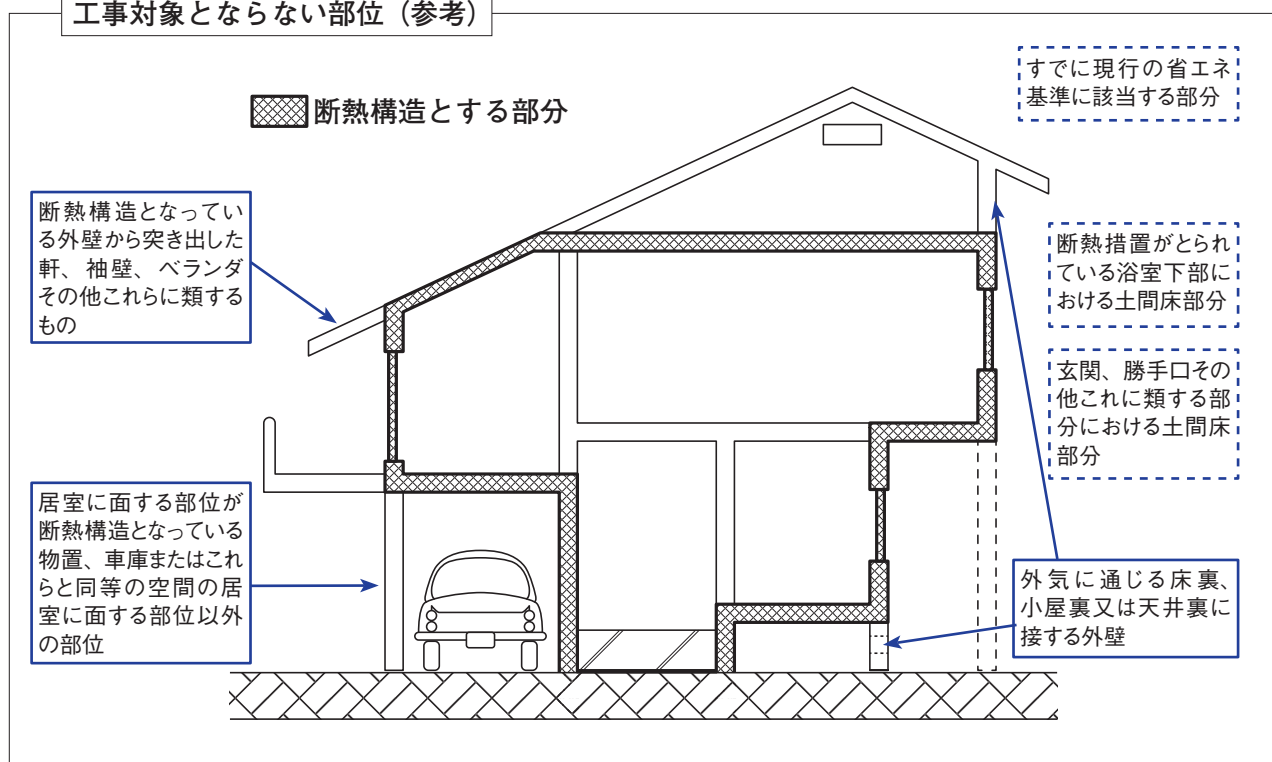 工事対象とならない部位（参考）
断熱構造とする部分
すでに現行の省エネ
基準に該当する部分
断熱構造となってい
る外壁から突き出した
軒、袖壁、ベランダ
その他これらに類する
もの
断熱措置がとられ
ている浴室下部に
おける土間床部分
玄関、勝手口その
他これに類する部
分における土間床
部分
居室に面する部位が
断熱構造となっている
物置、車庫またはこれ
らと同等の空間の居
室に面する部位以外
の部位
外気に通じる床裏、
小屋裏又は天井裏に
接する外壁